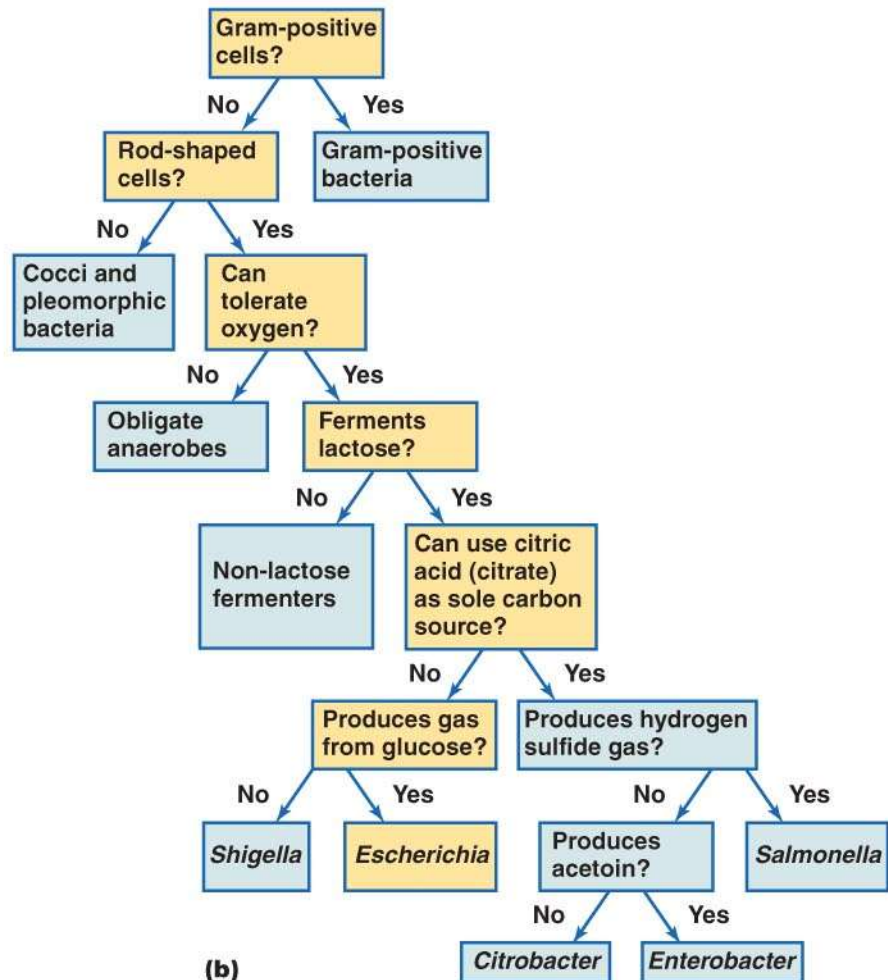 Gram-positive
cells?
No
Yes
Rod-shaped
cells?
Gram-positive
bacteria
No
Yes
Cocci and
pleomorphic
bacteria
Can
tolerate
oxygen?
No
Yes
Obligate
anaerobes
Ferments
lactose?
No
Yes
Non-lactose
fermenters
Can use citric
acid (citrate)
as sole carbon
source?
No
Yes
Produces gas
from glucose?
Produces hydrogen
sulfide gas?
No
Yes
No
Yes
Shigella
Escherichia
Produces
acetoin?
Salmonella
No
Yes
Citrobacter
Enterobacter
(b)